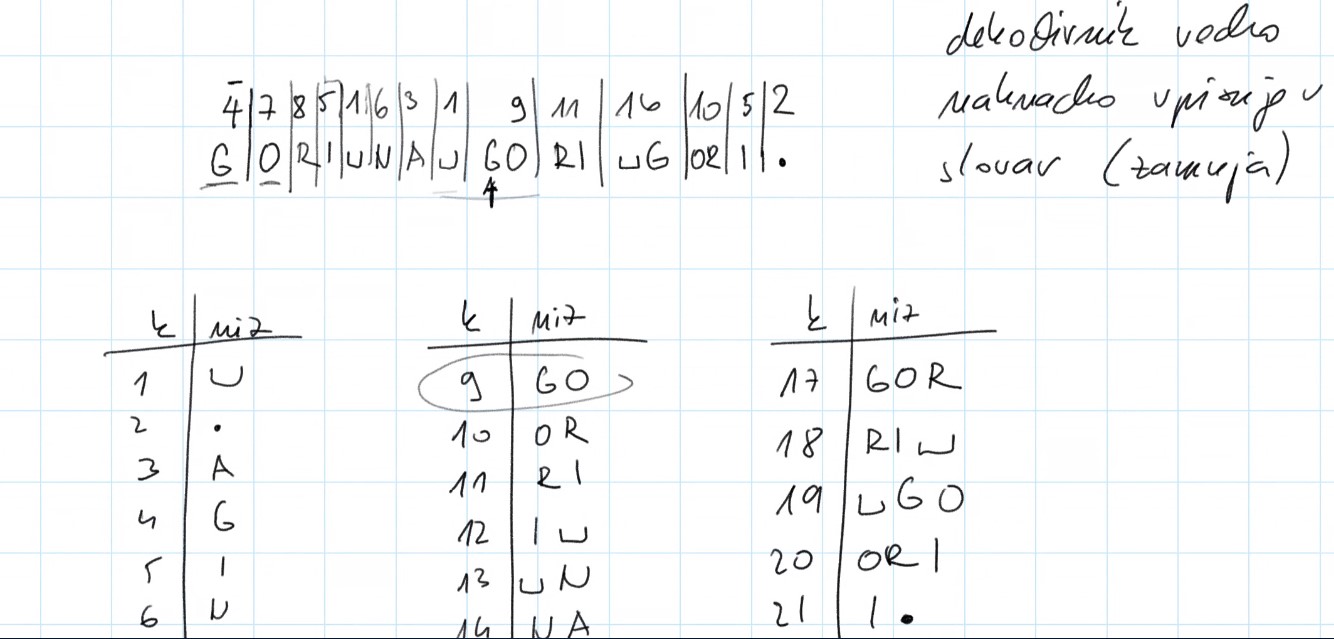 dekodirnik vedno
naknadno vpisuje v
slovar (zamuja)
4|7|8|5|1|6|3|1|9|11|16|10|5|2
G|O|R|I|␣|N|A|␣|GO|RI|␣G|OR|I|.
k | niz
1 | ␣
2 | .
3 | A
4 | G
5 | I
6 | N
k | niz
9 | GO
10 | OR
11 | RI
12 | I␣
13 | ␣N
14 | NA
k | niz
17 | GOR
18 | RI␣
19 | ␣GO
20 | ORI
21 | I.